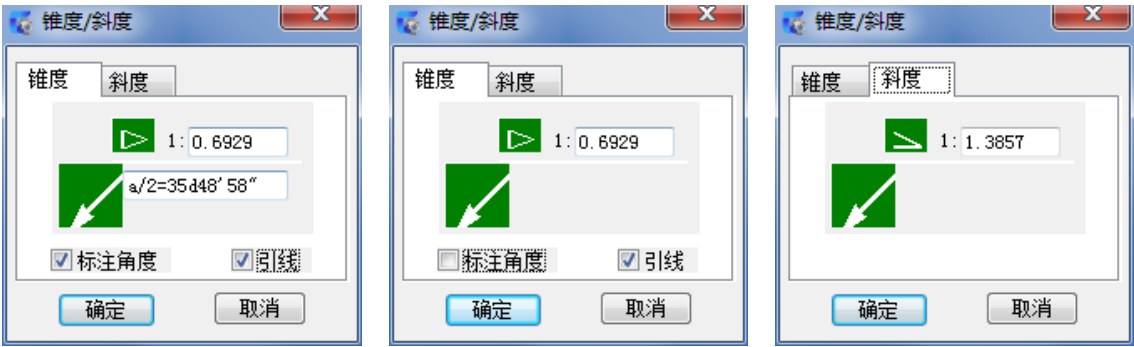 锥度/斜度
锥度 斜度
1: 0.6929
a/2=35d48'58"
标注角度 引线
确定 取消
锥度/斜度
锥度 斜度
1: 0.6929
标注角度 引线
确定 取消
锥度/斜度
锥度 斜度
1: 1.3857
确定 取消